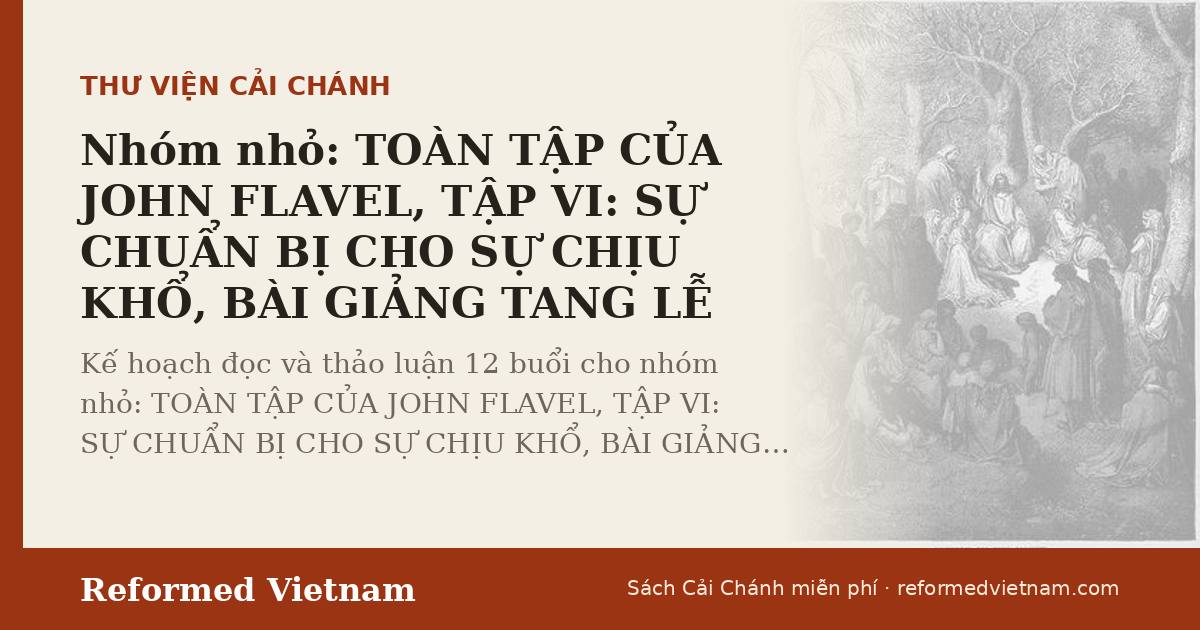 THƯ VIỆN CẢI CHÁNH
Nhóm nhỏ: TOÀN TẬP CỦA
JOHN FLAVEL, TẬP VI: SỰ
CHUẨN BỊ CHO SỰ CHỊU
KHỔ, BÀI GIẢNG TANG LỄ
Kế hoạch đọc và thảo luận 12 buổi cho nhóm
nhỏ: TOÀN TẬP CỦA JOHN FLAVEL, TẬP VI:
SỰ CHUẨN BỊ CHO SỰ CHỊU KHỔ, BÀI GIẢNG...
Reformed Vietnam
Sách Cải Chánh miễn phí · reformedvietnam.com